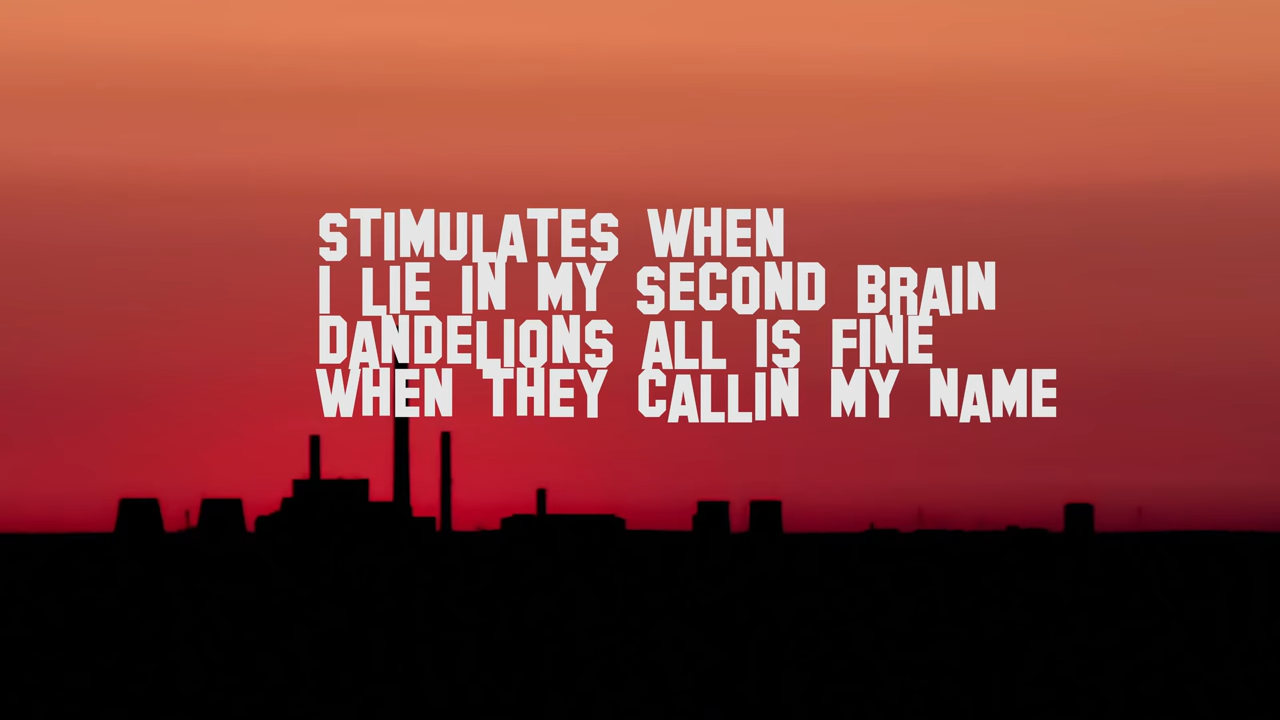 STIMULATES WHEN
I LIE IN MY SECOND BRAIN
DANDELIONS ALL IS FINE
WHEN THEY CALLIN MY NAME